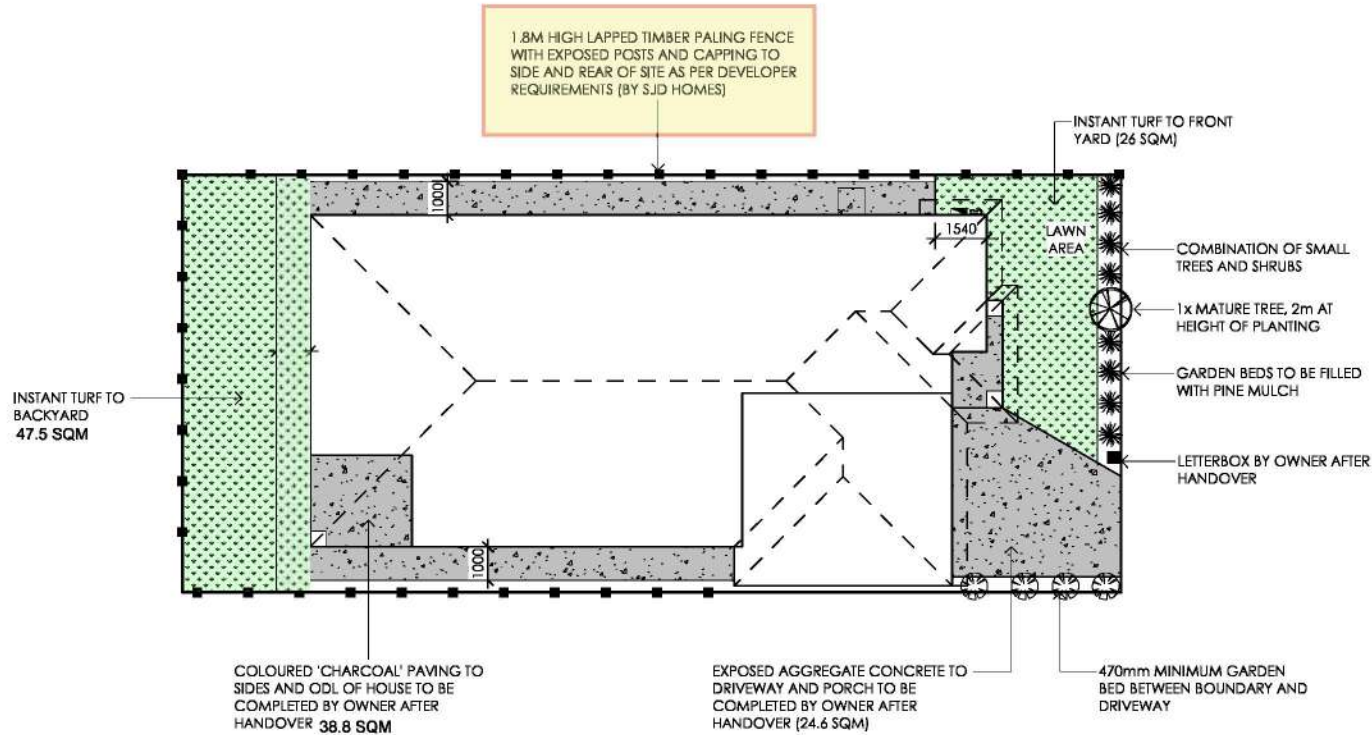 1.8M HIGH LAPPED TIMBER PALING FENCE
WITH EXPOSED POSTS AND CAPPING TO
SIDE AND REAR OF SITE AS PER DEVELOPER
REQUIREMENTS (BY SJD HOMES)
INSTANT TURF TO FRONT
YARD (26 SQM)
1000
1540
LAWN
AREA
COMBINATION OF SMALL
TREES AND SHRUBS
1x MATURE TREE, 2m AT
HEIGHT OF PLANTING
GARDEN BEDS TO BE FILLED
WITH PINE MULCH
INSTANT TURF TO
BACKYARD
47.5 SQM
LETTERBOX BY OWNER AFTER
HANDOVER
1000
COLOURED 'CHARCOAL' PAVING TO
SIDES AND ODL OF HOUSE TO BE
COMPLETED BY OWNER AFTER
HANDOVER 38.8 SQM
EXPOSED AGGREGATE CONCRETE TO
DRIVEWAY AND PORCH TO BE
COMPLETED BY OWNER AFTER
HANDOVER (24.6 SQM)
470mm MINIMUM GARDEN
BED BETWEEN BOUNDARY AND
DRIVEWAY